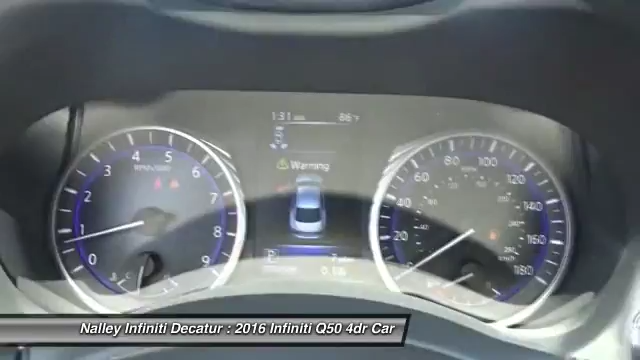 1:31 86°F
Warning
0 1 2 3 4 5 6 7 8 9
20 40 60 80 100 120 140 160 180
P
Nalley Infiniti Decatur : 2016 Infiniti Q50 4dr Car